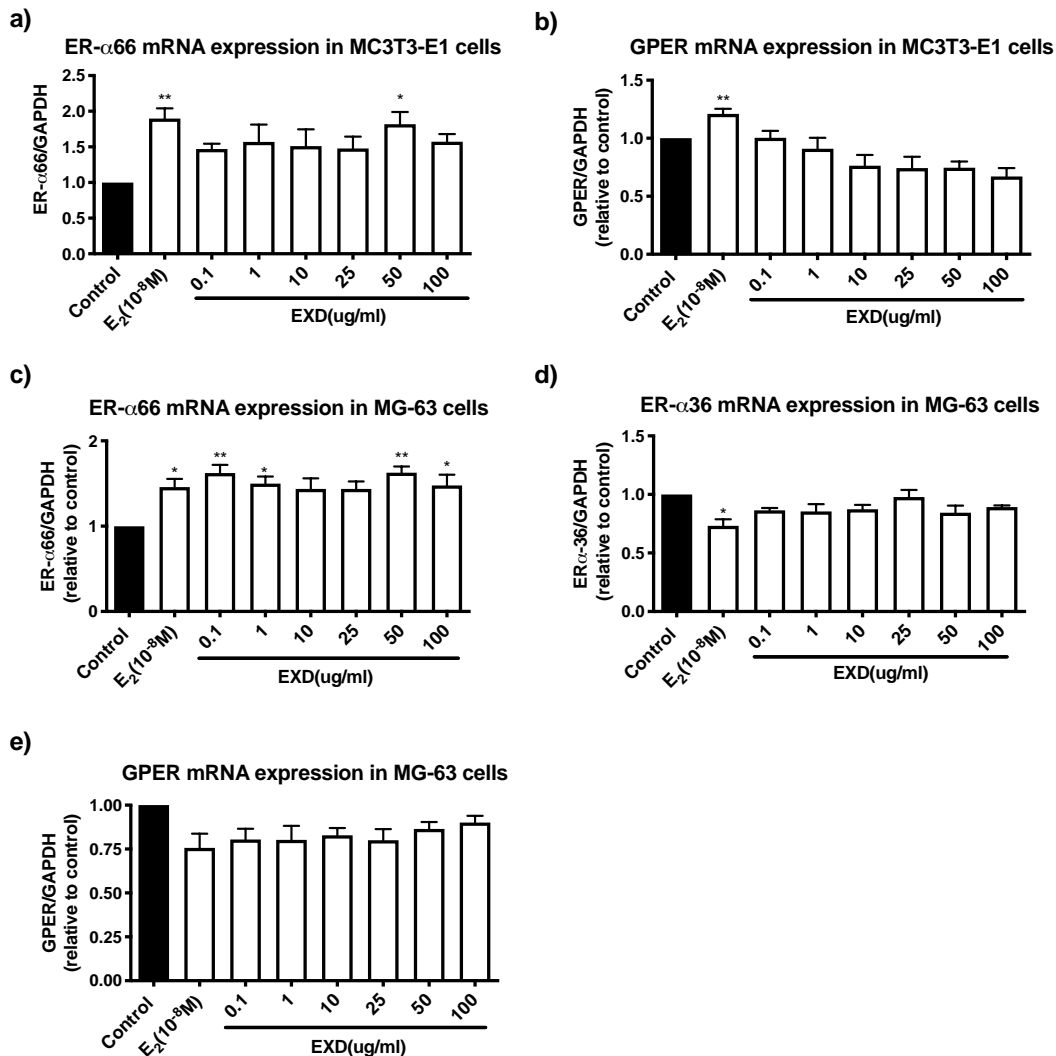 a)
ER-α66 mRNA expression in MC3T3-E1 cells
ER-α66/GAPDH
2.5
2.0
1.5
1.0
0.5
0.0
**
*
Control
E₂(10⁻⁸M)
0.1
1
10
25
50
100
EXD(ug/ml)
b)
GPER mRNA expression in MC3T3-E1 cells
GPER/GAPDH
(relative to control)
1.5
1.0
0.5
0.0
**
Control
E₂(10⁻⁸M)
0.1
1
10
25
50
100
EXD(ug/ml)
c)
ER-α66 mRNA expression in MG-63 cells
ER-α66/GAPDH
(relative to control)
2
1
0
*
**
*
**
*
Control
E₂(10⁻⁸M)
0.1
1
10
25
50
100
EXD(ug/ml)
d)
ER-α36 mRNA expression in MG-63 cells
ERα-36/GAPDH
(relative to control)
1.5
1.0
0.5
0.0
*
Control
E₂(10⁻⁸M)
0.1
1
10
25
50
100
EXD(ug/ml)
e)
GPER mRNA expression in MG-63 cells
GPER/GAPDH
(relative to control)
1.00
0.75
0.50
0.25
0.00
Control
E₂(10⁻⁸M)
0.1
1
10
25
50
100
EXD(ug/ml)